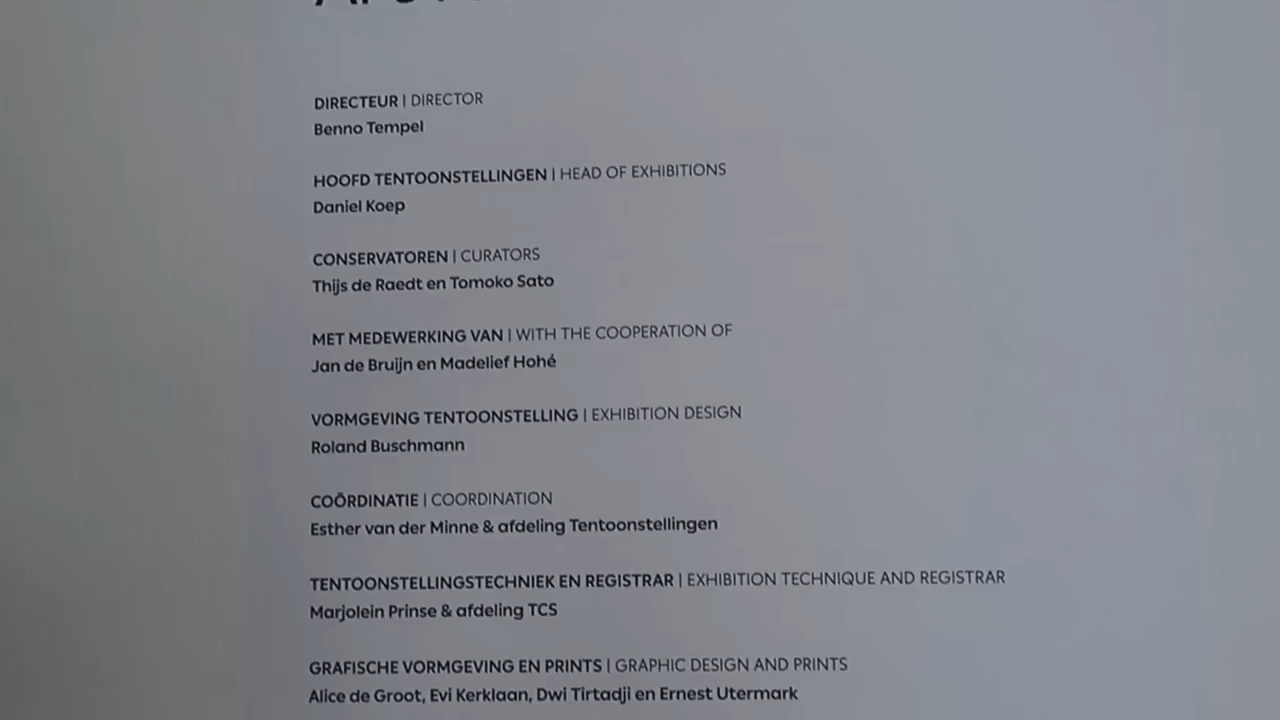 DIRECTEUR | DIRECTOR
Benno Tempel
HOOFD TENTOONSTELLINGEN | HEAD OF EXHIBITIONS
Daniel Koep
CONSERVATOREN | CURATORS
Thijs de Raedt en Tomoko Sato
MET MEDEWERKING VAN | WITH THE COOPERATION OF
Jan de Bruijn en Madelief Hohé
VORMGEVING TENTOONSTELLING | EXHIBITION DESIGN
Roland Buschmann
COÖRDINATIE | COORDINATION
Esther van der Minne & afdeling Tentoonstellingen
TENTOONSTELLINGSTECHNIEK EN REGISTRAR | EXHIBITION TECHNIQUE AND REGISTRAR
Marjolein Prinse & afdeling TCS
GRAFISCHE VORMGEVING EN PRINTS | GRAPHIC DESIGN AND PRINTS
Alice de Groot, Evi Kerklaan, Dwi Tirtadji en Ernest Utermark